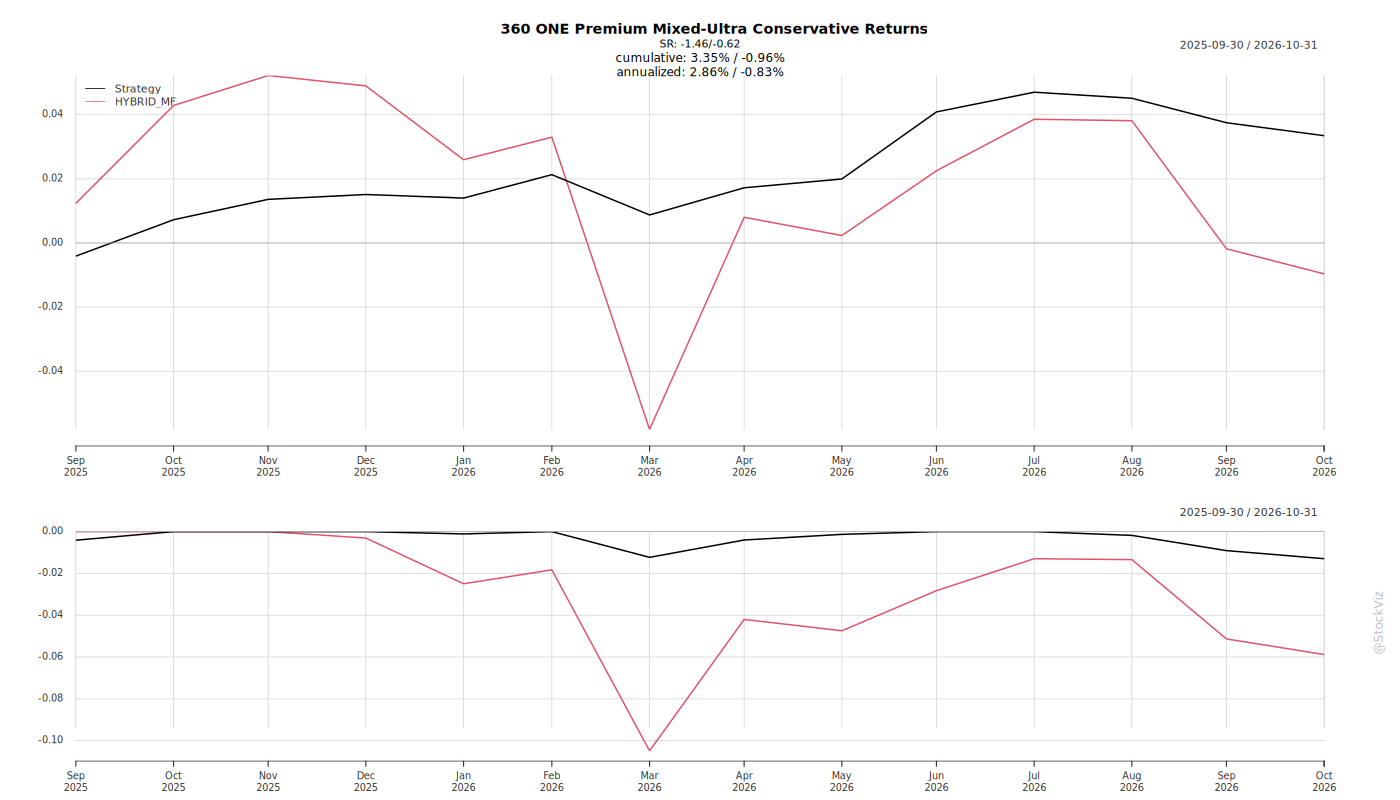 360 ONE Premium Mixed-Ultra Conservative Returns
SR: -1.46/-0.62
cumulative: 3.35% / -0.96%
annualized: 2.86% / -0.83%
2025-09-30 / 2026-10-31
Strategy
HYBRID_MF
0.04
0.02
0.00
-0.02
-0.04
Sep Oct Nov Dec Jan Feb Mar Apr May Jun Jul Aug Sep Oct
2025 2025 2025 2025 2026 2026 2026 2026 2026 2026 2026 2026 2026 2026
2025-09-30 / 2026-10-31
0.00
-0.02
-0.04
-0.06
-0.08
-0.10
Sep Oct Nov Dec Jan Feb Mar Apr May Jun Jul Aug Sep Oct
2025 2025 2025 2025 2026 2026 2026 2026 2026 2026 2026 2026 2026 2026
@StockViz